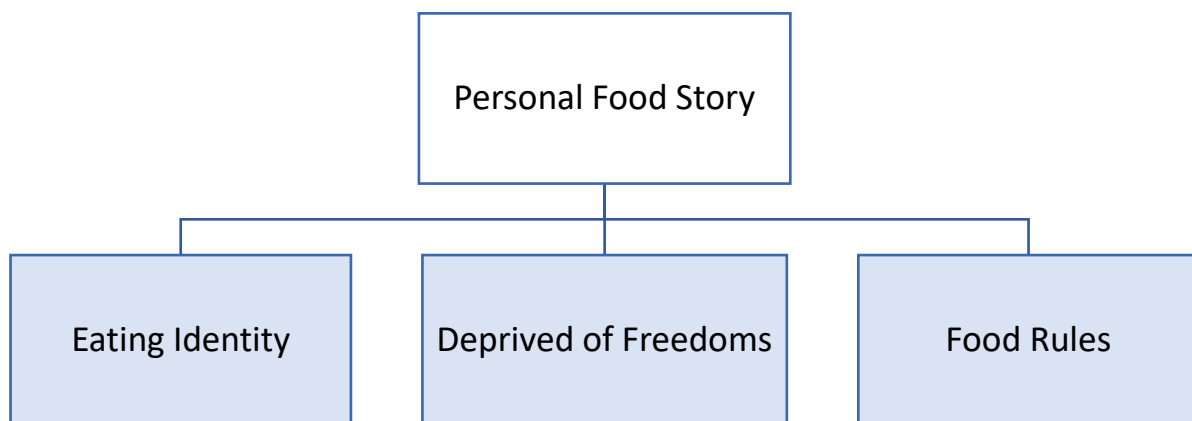 Personal Food Story
Eating Identity
Deprived of Freedoms
Food Rules